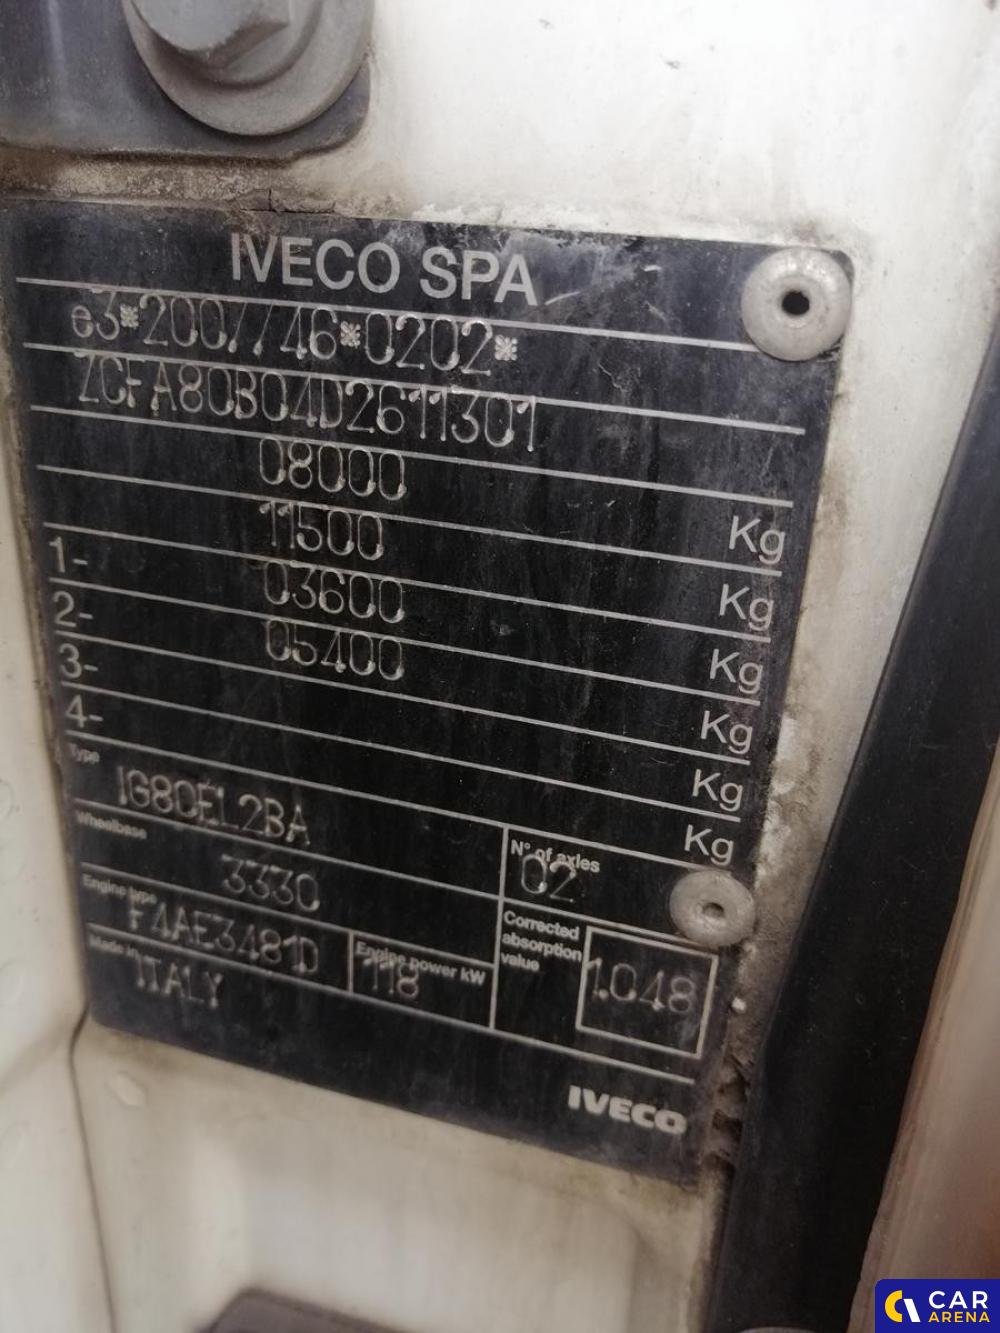 IVECO SPA
e3*2007/46*0202*
ZCFA80B04D2611301
08000 Kg
11500 Kg
1- 03600 Kg
2- 05400 Kg
3- Kg
4- Kg
Type IG80EL2BA
N° of axles 02
Wheelbase 3330
Corrected absorption value 1.048
Engine type F4AE3481D
Engine power kW 118
Made in ITALY
IVECO
CAR
ARENA